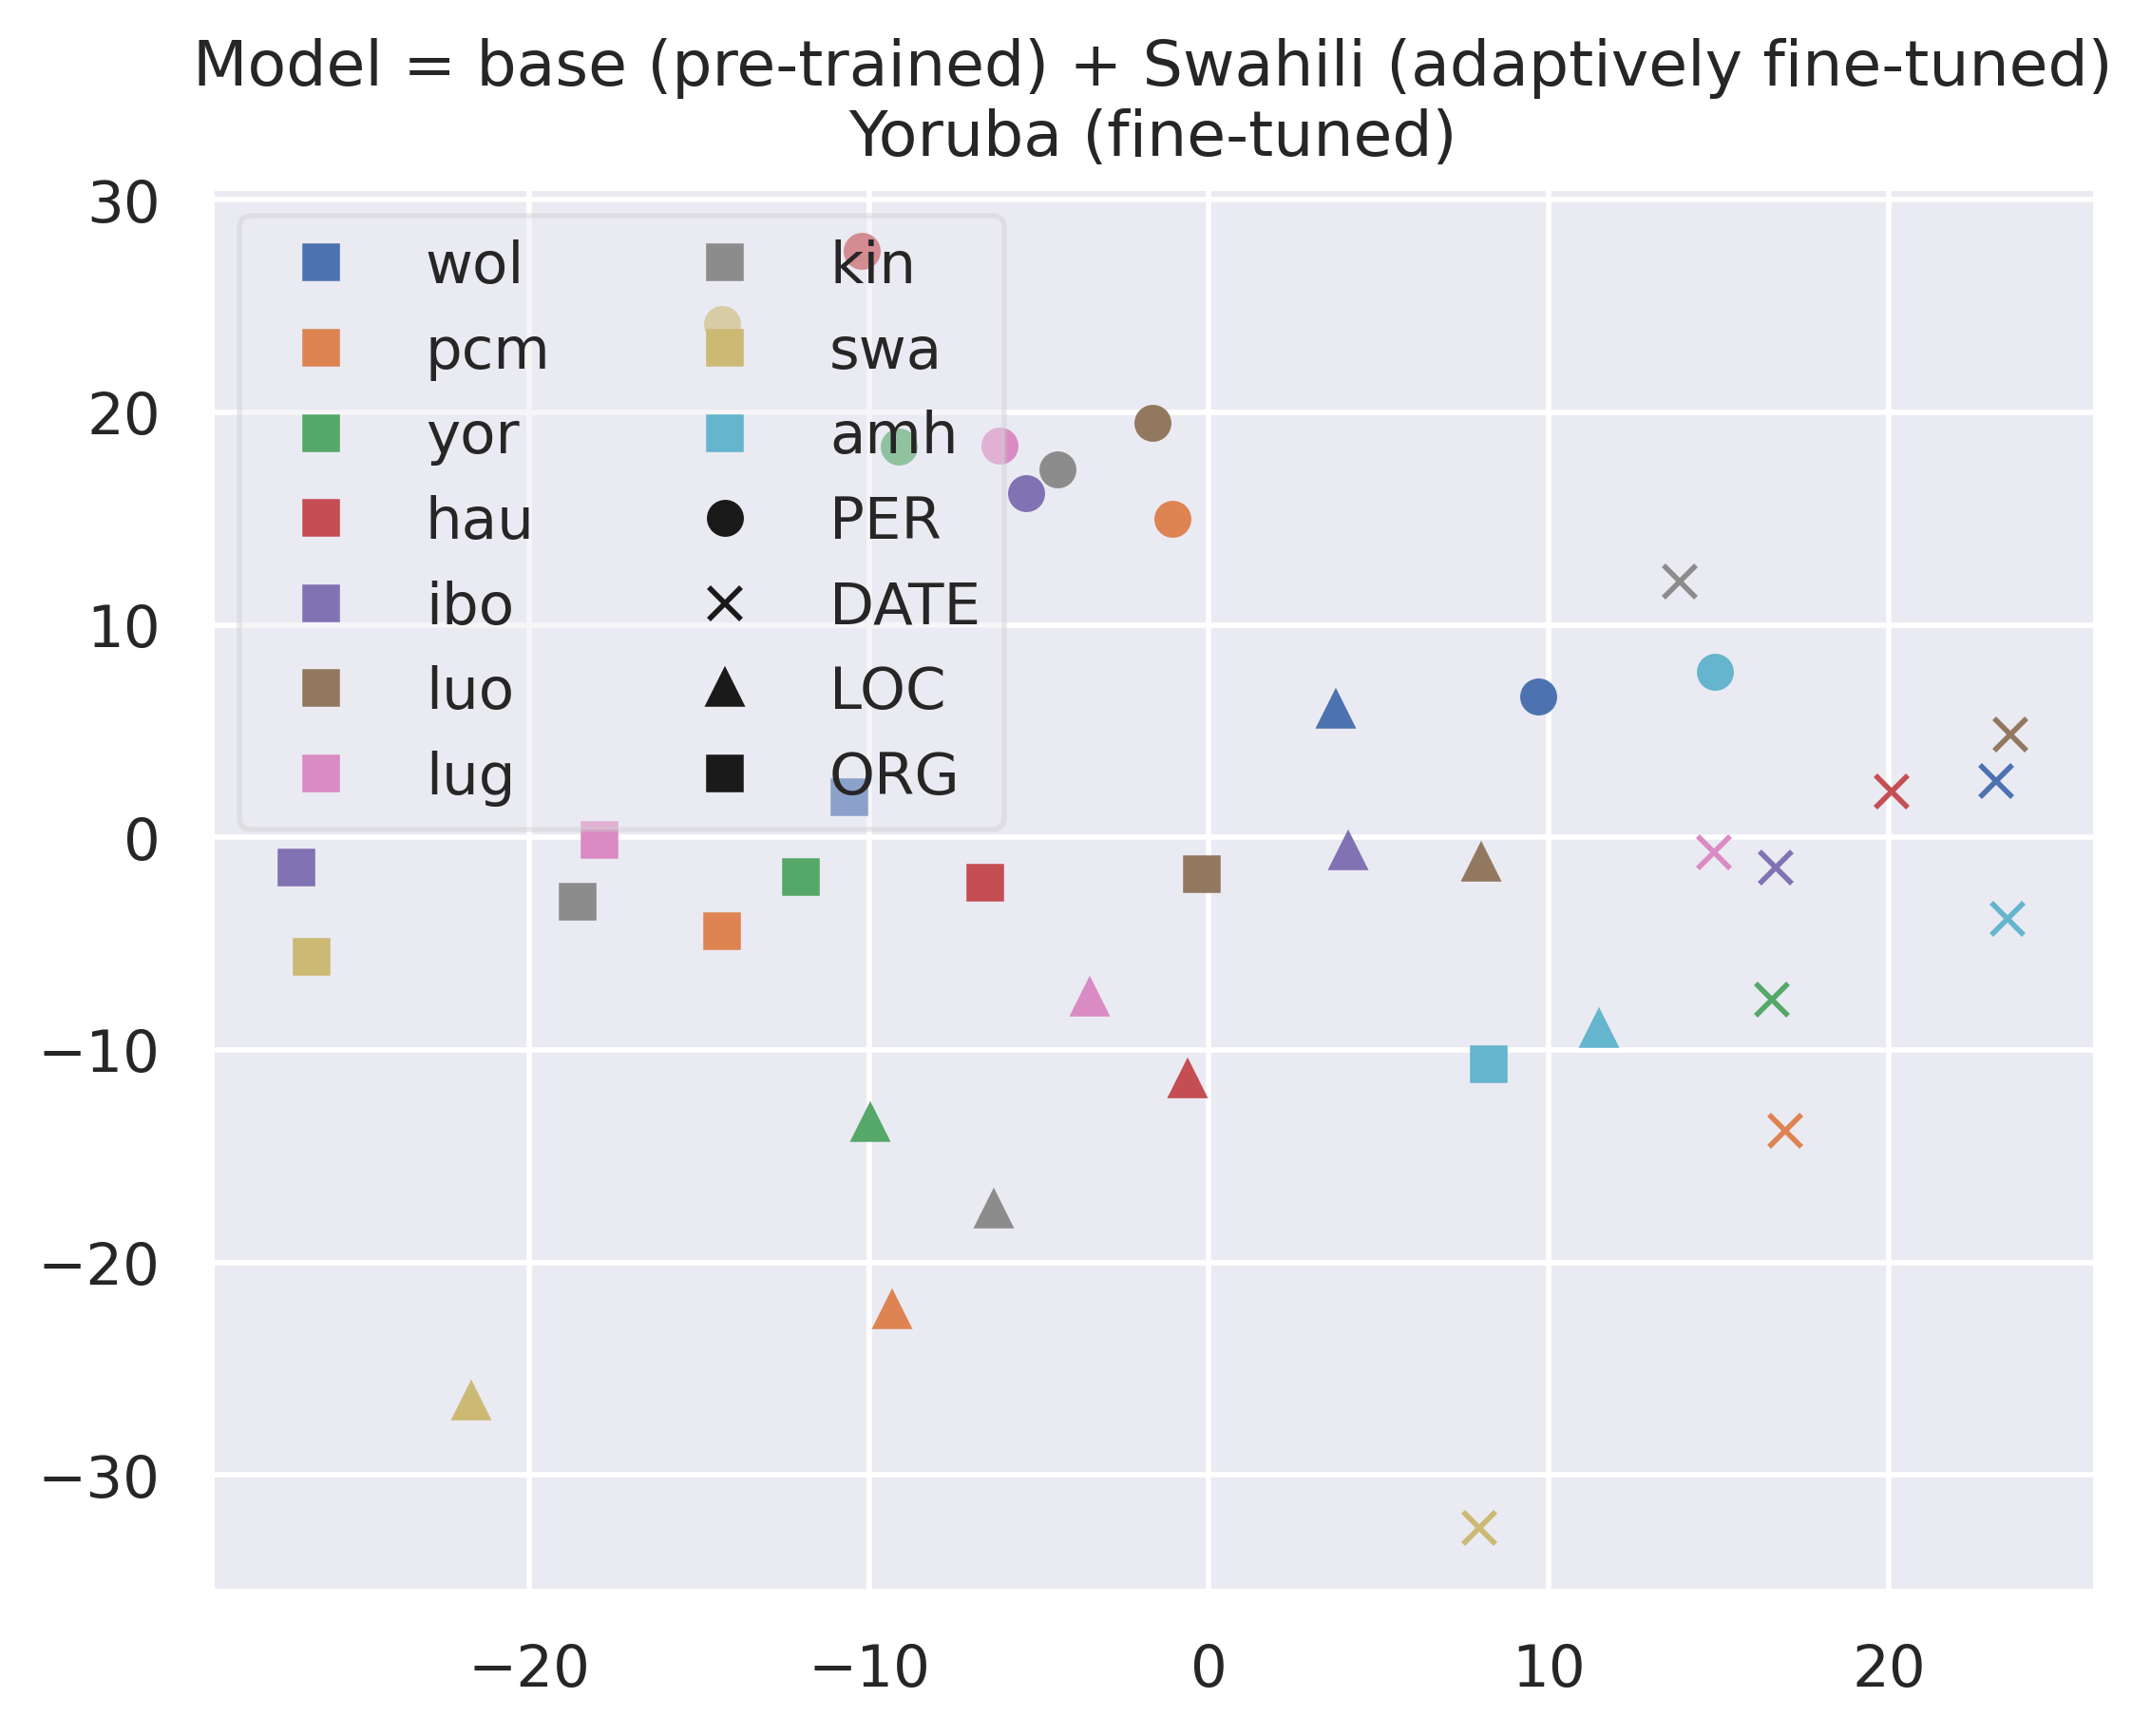 Model = base (pre-trained) + Swahili (adaptively fine-tuned)
Yoruba (fine-tuned)
30
20
10
0
−10
−20
−30
wol
pcm
yor
hau
ibo
luo
lug
kin
swa
amh
PER
DATE
LOC
ORG
−20
−10
0
10
20